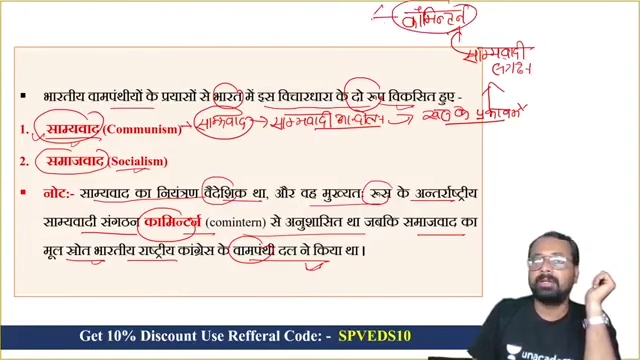 कॉमिन्टर्न
साम्यवादी
संगठन
भारतीय वामपंथीयों के प्रयासों से भारत में इस विचारधारा के दो रूप विकसित हुए -
1. साम्यवाद (Communism) साम्यवाद → साम्यवादी आंदोलन → रूस के प्रभाव में
2. समाजवाद (Socialism)
नोट:- साम्यवाद का नियंत्रण वैदेशिक था, और वह मुख्यतः रूस के अन्तर्राष्ट्रीय
साम्यवादी संगठन कामिन्टर्न (comintern) से अनुशासित था जबकि समाजवाद का
मूल स्रोत भारतीय राष्ट्रीय कांग्रेस के वामपंथी दल ने किया था।
Get 10% Discount Use Refferal Code: - SPVEDS10
unacademy